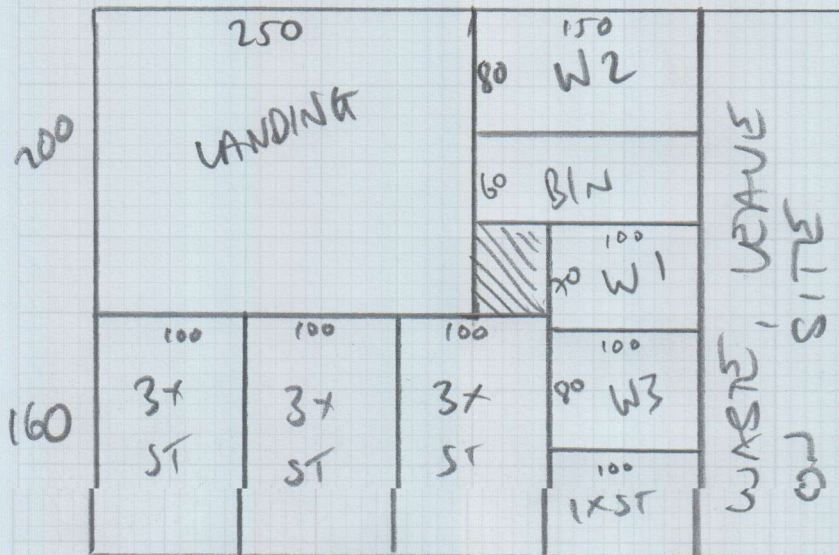 250
150
80 W2
200
LANDING
60 BIN
100
70 W1
100 100 100
100
160
3x 3x 3x
ST ST ST
80 W3
100
1xST
WASTE, LEAVE
ON SITE